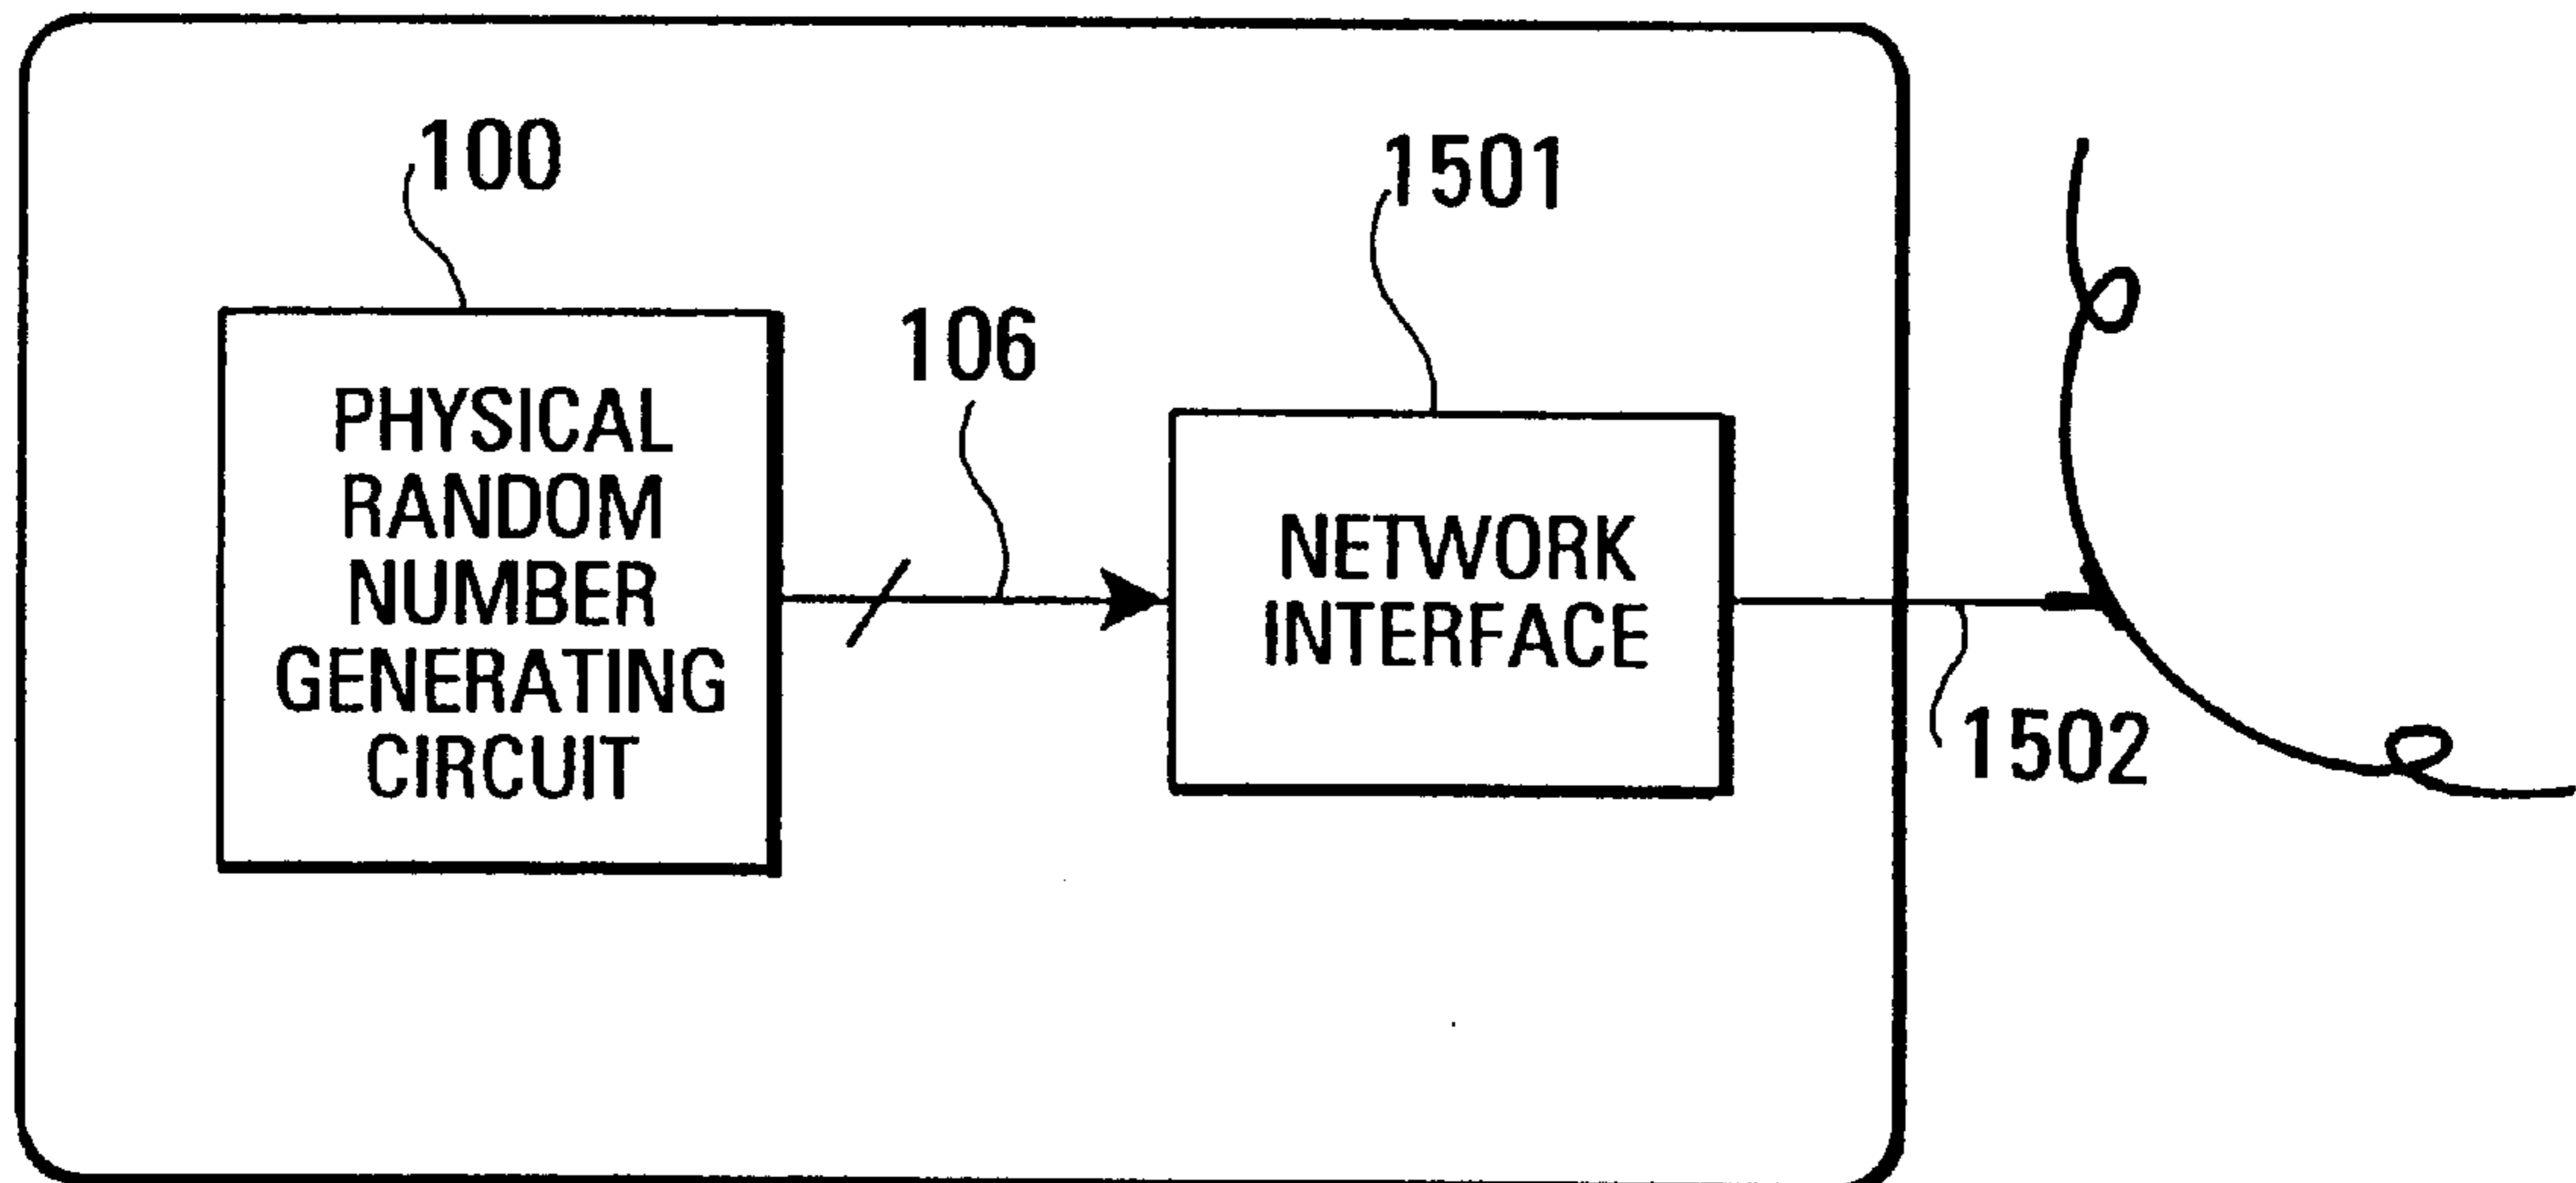 100
1501
106
PHYSICAL
RANDOM
NUMBER
GENERATING
CIRCUIT
NETWORK
INTERFACE
1502